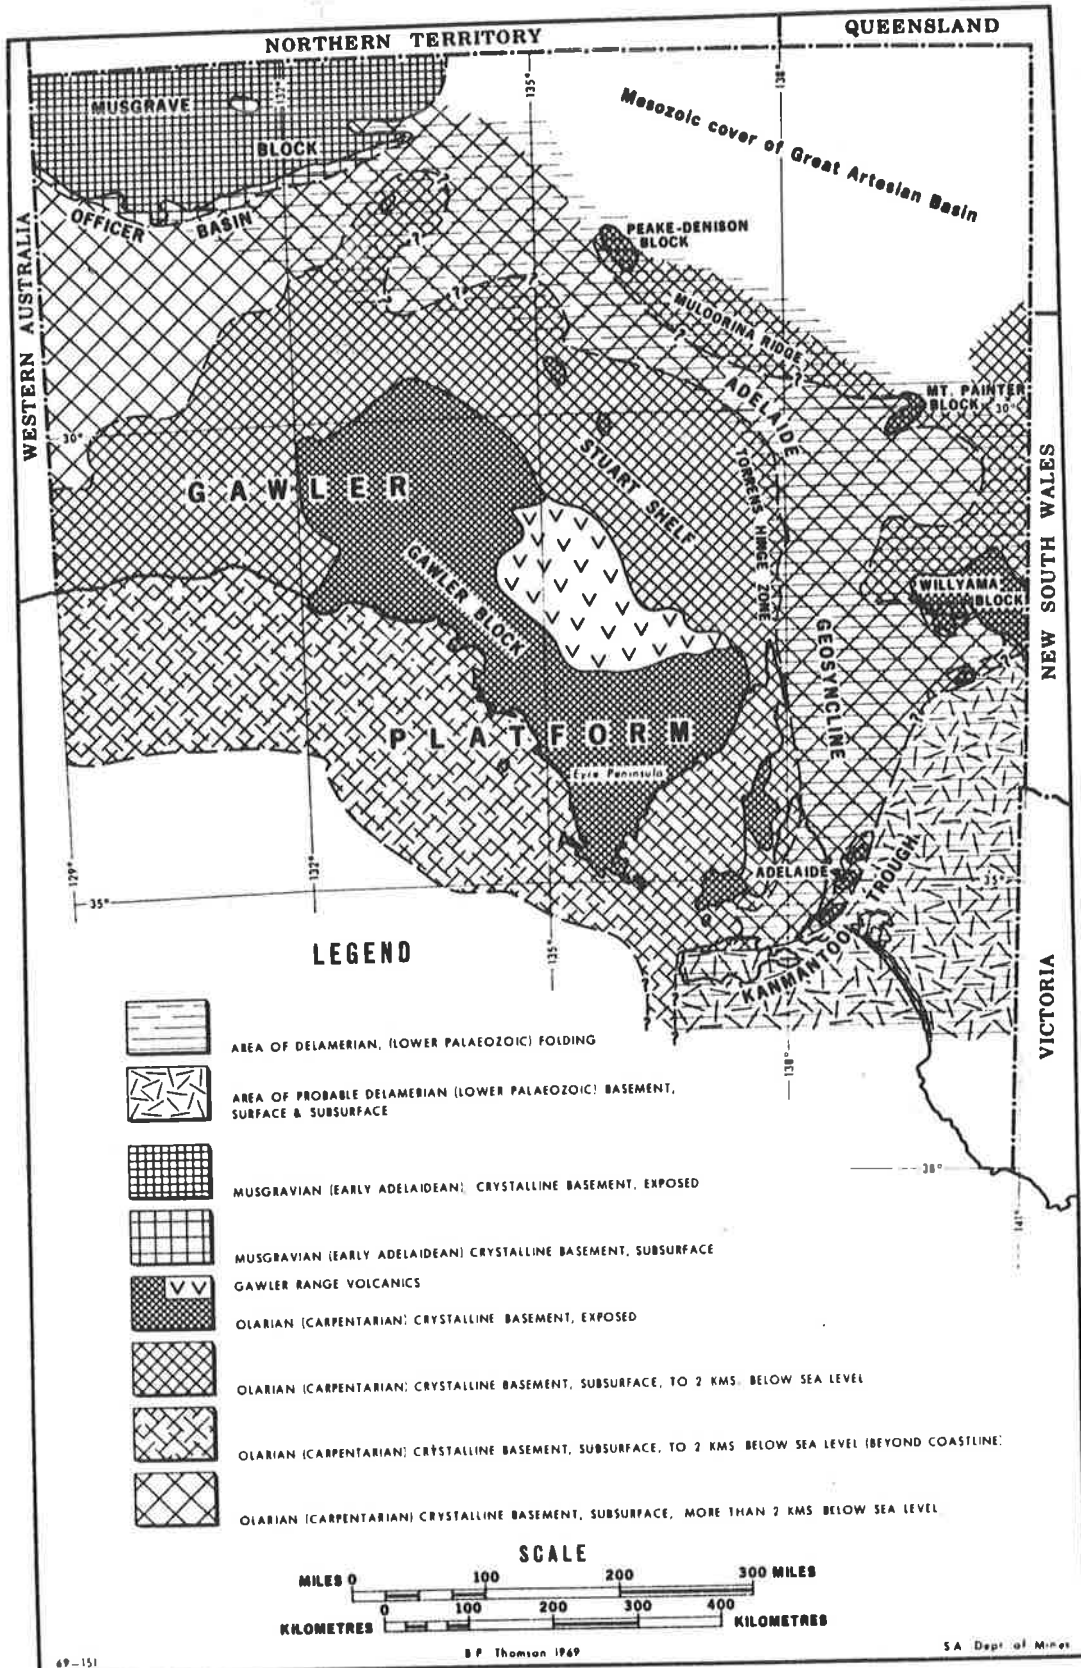 NORTHERN TERRITORY
QUEENSLAND
MUSGRAVE
BLOCK
132°
135°
138°
Mesozoic cover of Great Artesian Basin
OFFICER BASIN
PEAKE-DENISON
BLOCK
WESTERN AUSTRALIA
MULOORINA RIDGE
?
?
?
?
?
?
MT. PAINTER
BLOCK
30°
30°
ADELAIDE
GAWLER
STUART SHELF
TORRENS HINGE ZONE
NEW SOUTH WALES
GAWLER BLOCK
WILLYAMA
BLOCK
GEOSYNCLINE
?
?
PLATFORM
Eyre Peninsula
129°
132°
ADELAIDE
35°
35°
KANMANTOO TROUGH
135°
?
?
?
?
?
138°
VICTORIA
38°
141°
LEGEND
AREA OF DELAMERIAN, (LOWER PALAEOZOIC) FOLDING
AREA OF PROBABLE DELAMERIAN (LOWER PALAEOZOIC) BASEMENT,
SURFACE & SUBSURFACE
MUSGRAVIAN (EARLY ADELAIDEAN) CRYSTALLINE BASEMENT, EXPOSED
MUSGRAVIAN (EARLY ADELAIDEAN) CRYSTALLINE BASEMENT, SUBSURFACE
GAWLER RANGE VOLCANICS
OLARIAN (CARPENTARIAN) CRYSTALLINE BASEMENT, EXPOSED
OLARIAN (CARPENTARIAN) CRYSTALLINE BASEMENT, SUBSURFACE, TO 2 KMS. BELOW SEA LEVEL
OLARIAN (CARPENTARIAN) CRYSTALLINE BASEMENT, SUBSURFACE, TO 2 KMS BELOW SEA LEVEL (BEYOND COASTLINE)
OLARIAN (CARPENTARIAN) CRYSTALLINE BASEMENT, SUBSURFACE, MORE THAN 2 KMS BELOW SEA LEVEL
SCALE
MILES 0 100 200 300 MILES
KILOMETRES 0 100 200 300 400 KILOMETRES
69-151
B P Thomson 1969
S A Dept of Mines